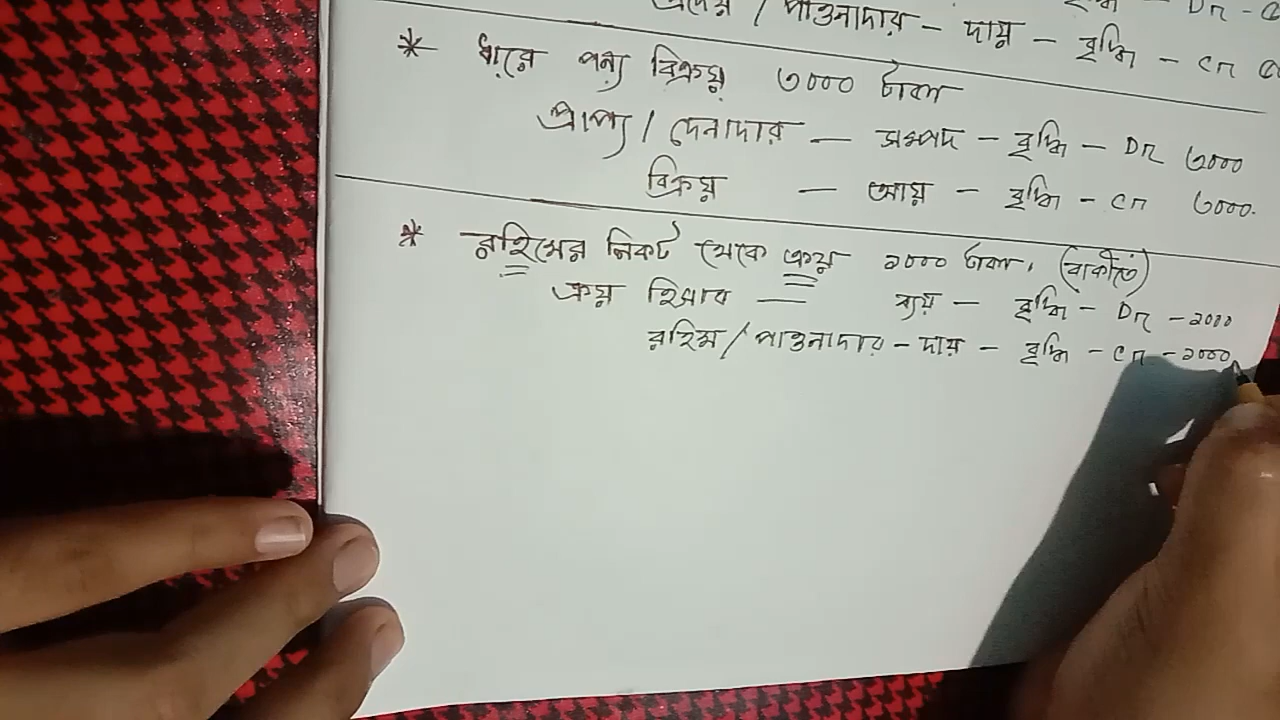 প্রদেয় / পাওনাদার – দায় – বৃদ্ধি – Cr
* ধারে পন্য বিক্রয় ৩০০০ টাকা
প্রাপ্য / দেনাদার — সম্পদ – বৃদ্ধি – Dr ৩০০০
বিক্রয় — আয় – বৃদ্ধি - Cr ৩০০০.
* রহিমের নিকট থেকে ক্রয় ২০০০ টাকা, (বাকীতে)
ক্রয় হিসাব — ব্যয় – বৃদ্ধি – Dr – ২০০০
রহিম / পাওনাদার – দায় – বৃদ্ধি – Cr – ২০০০